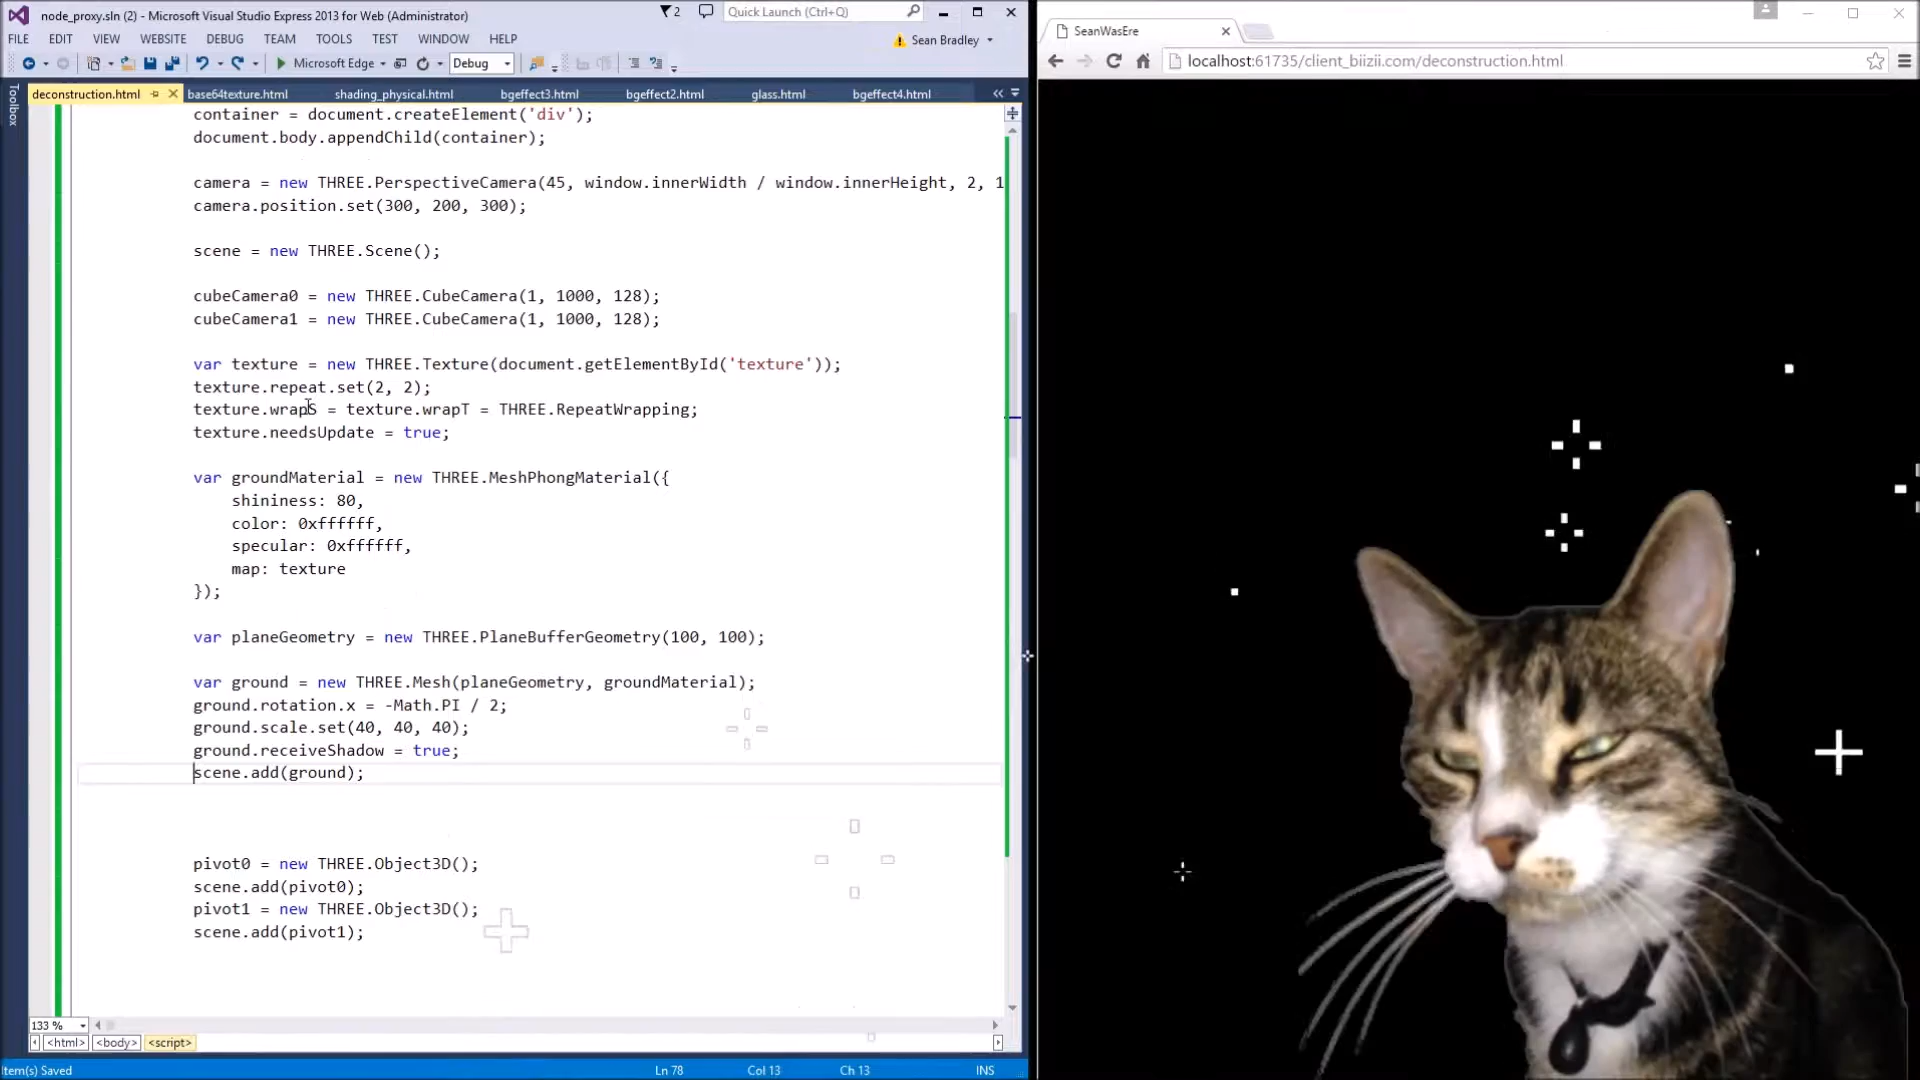 node_proxy.sln (2) - Microsoft Visual Studio Express 2013 for Web (Administrator)
2
Quick Launch (Ctrl+Q)
FILE EDIT VIEW WEBSITE DEBUG TEAM TOOLS TEST WINDOW HELP
Sean Bradley
Microsoft Edge
Debug
Toolbox
deconstruction.html
base64texture.html
shading_physical.html
bgeffect3.html
bgeffect2.html
glass.html
bgeffect4.html
container = document.createElement('div');
document.body.appendChild(container);
camera = new THREE.PerspectiveCamera(45, window.innerWidth / window.innerHeight, 2, 1
camera.position.set(300, 200, 300);
scene = new THREE.Scene();
cubeCamera0 = new THREE.CubeCamera(1, 1000, 128);
cubeCamera1 = new THREE.CubeCamera(1, 1000, 128);
var texture = new THREE.Texture(document.getElementById('texture'));
texture.repeat.set(2, 2);
texture.wrapS = texture.wrapT = THREE.RepeatWrapping;
texture.needsUpdate = true;
var groundMaterial = new THREE.MeshPhongMaterial({
shininess: 80,
color: 0xffffff,
specular: 0xffffff,
map: texture
});
var planeGeometry = new THREE.PlaneBufferGeometry(100, 100);
var ground = new THREE.Mesh(planeGeometry, groundMaterial);
ground.rotation.x = -Math.PI / 2;
ground.scale.set(40, 40, 40);
ground.receiveShadow = true;
scene.add(ground);
pivot0 = new THREE.Object3D();
scene.add(pivot0);
pivot1 = new THREE.Object3D();
scene.add(pivot1);
133 %
<html> <body> <script>
Item(s) Saved
Ln 78
Col 13
Ch 13
INS
SeanWasEre
localhost:61735/client_biizii.com/deconstruction.html